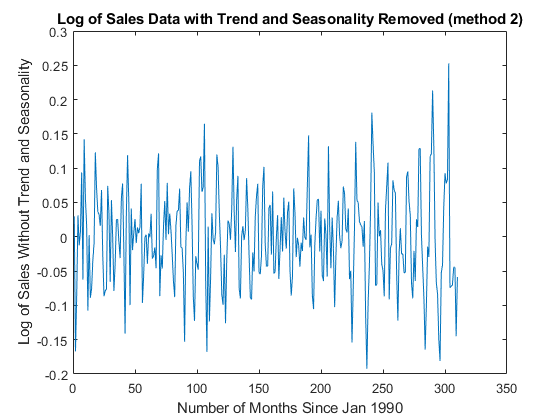 Log of Sales Data with Trend and Seasonality Removed (method 2)
Log of Sales Without Trend and Seasonality
0.3
0.25
0.2
0.15
0.1
0.05
0
-0.05
-0.1
-0.15
-0.2
0 50 100 150 200 250 300 350
Number of Months Since Jan 1990